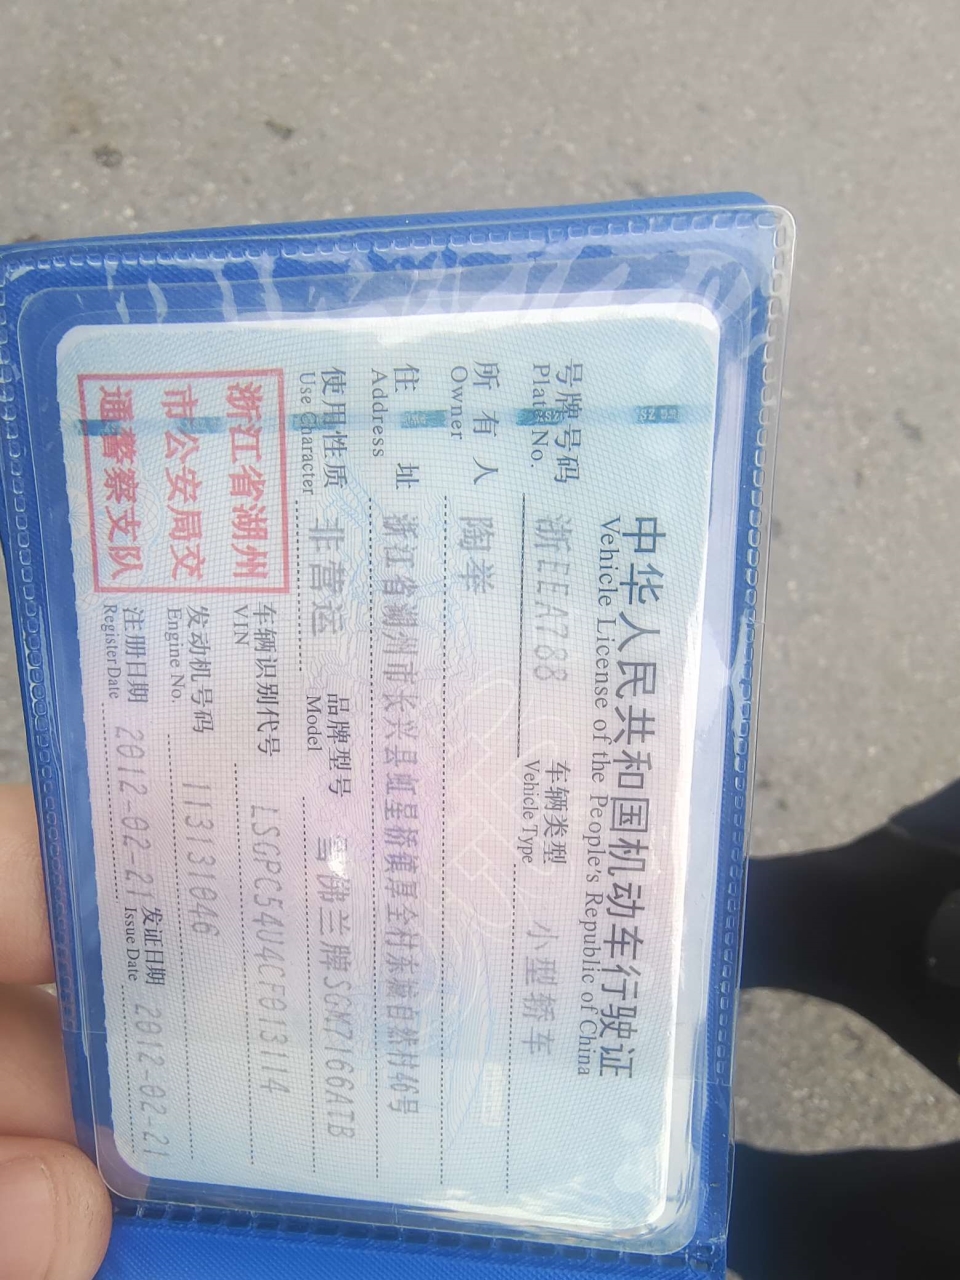 中华人民共和国机动车行驶证
Vehicle License of the People's Republic of China
号牌号码 浙EEA788 车辆类型 小型轿车
Plate No. Vehicle Type
所有人 陶举
Owner
住址 浙江省湖州市长兴县虹星桥镇厚全村东 自然村46号
Address
使用性质 非营运 品牌型号 雪佛兰牌SGM7166ATB
Use Character Model
浙江省湖州
市公安局交
通警察支队
车辆识别代号 LSGPC54U4CF013114
VIN
发动机号码 113131046
Engine No.
注册日期 2012-02-21 发证日期 2012-02-21
Register Date Issue Date